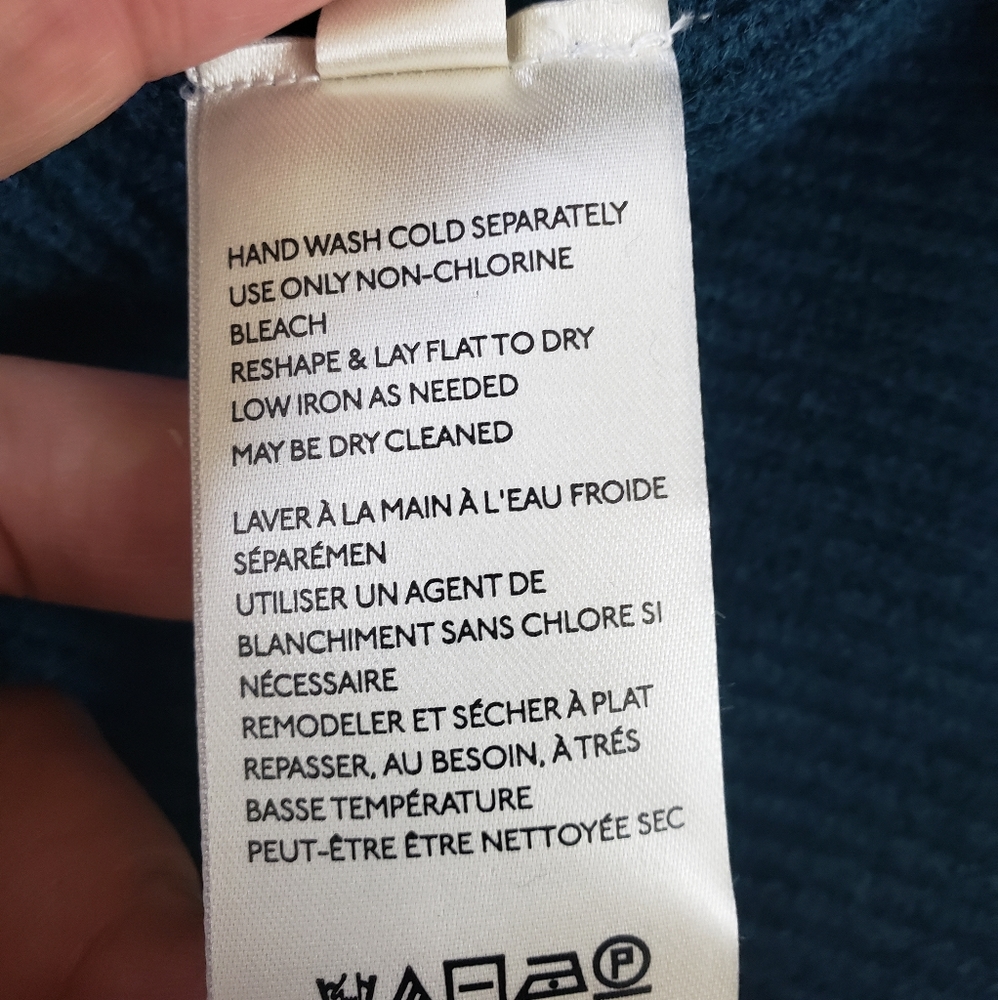 HAND WASH COLD SEPARATELY
USE ONLY NON-CHLORINE
BLEACH
RESHAPE & LAY FLAT TO DRY
LOW IRON AS NEEDED
MAY BE DRY CLEANED
LAVER À LA MAIN À L'EAU FROIDE
SÉPARÉMEN
UTILISER UN AGENT DE
BLANCHIMENT SANS CHLORE SI
NÉCESSAIRE
REMODELER ET SÉCHER À PLAT
REPASSER, AU BESOIN, À TRÉS
BASSE TEMPÉRATURE
PEUT-ÊTRE ÊTRE NETTOYÉE SEC
P